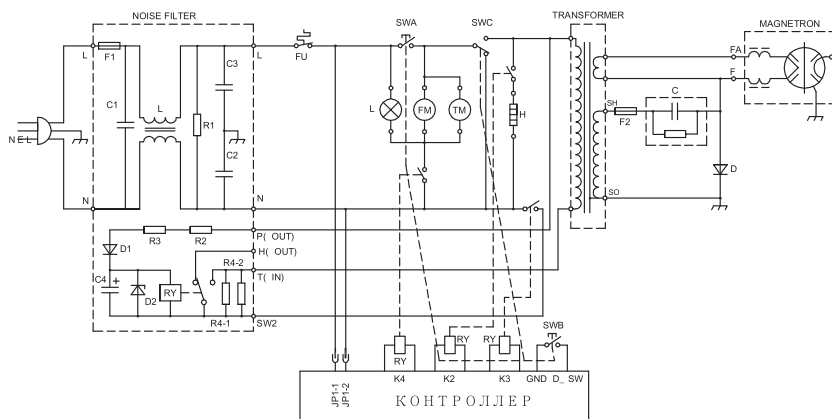 NOISE FILTER
SWA
SWC
TRANSFORMER
MAGNETRON
L
F1
L
FU
C3
FA
F
C1
L
R1
L
FM
TM
H
SH
F2
C
C2
D
N E L
N
N
SO
P( OUT)
R3
R2
H( OUT)
D1
R4-2
T( IN)
C4
+
D2
RY
R4-1
SW2
SWB
RY
RY
RY
K4
K2
K3
GND
D_ SW
JP1-1
JP1-2
КОНТРОЛЛЕР